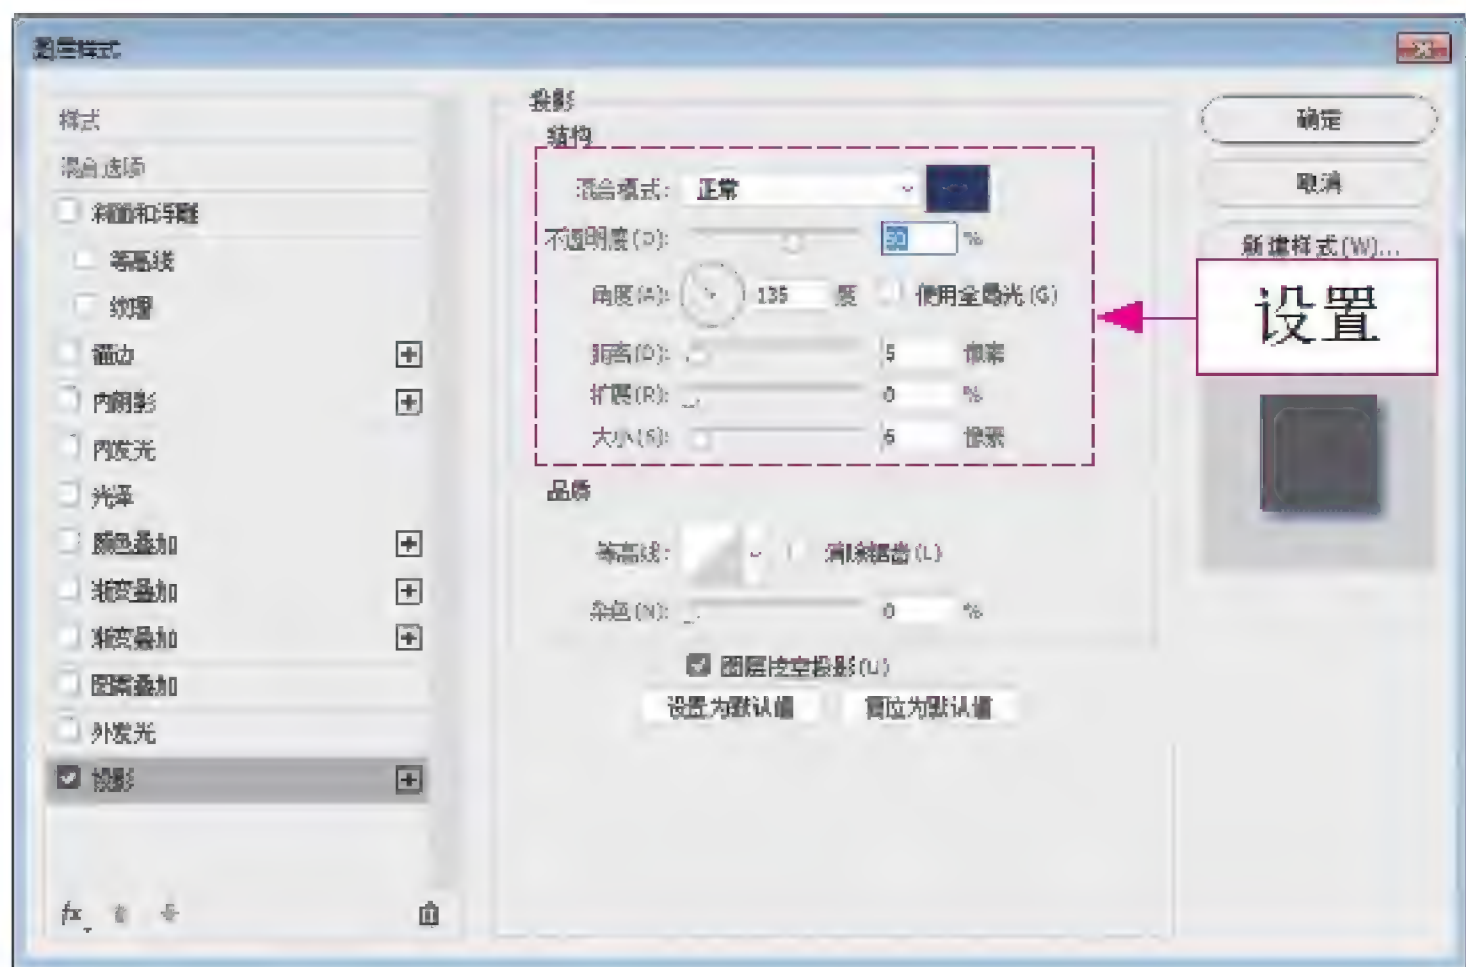 图层样式
样式
混合选项
斜面和浮雕
等高线
纹理
描边
内阴影
内发光
光泽
颜色叠加
渐变叠加
渐变叠加
图案叠加
外发光
投影
fx
投影
结构
混合模式: 正常
不透明度(O): 50 %
角度(A): 135 度 使用全局光(G)
距离(D): 5 像素
扩展(R): 0 %
大小(S): 6 像素
品质
等高线: 消除锯齿(L)
杂色(N): 0 %
图层挖空投影(U)
设置为默认值 复位为默认值
确定
取消
新建样式(W)...
设置